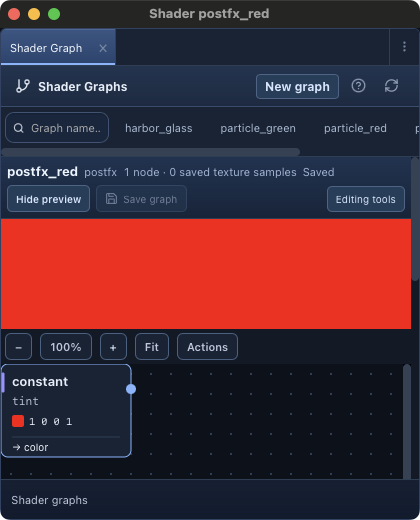 Shader postfx_red
Shader Graph
Shader Graphs
New graph
Graph name..
harbor_glass
particle_green
particle_red
postfx_red postfx 1 node · 0 saved texture samples Saved
Hide preview
Save graph
Editing tools
−
100%
+
Fit
Actions
constant
tint
1 0 0 1
→ color
Shader graphs